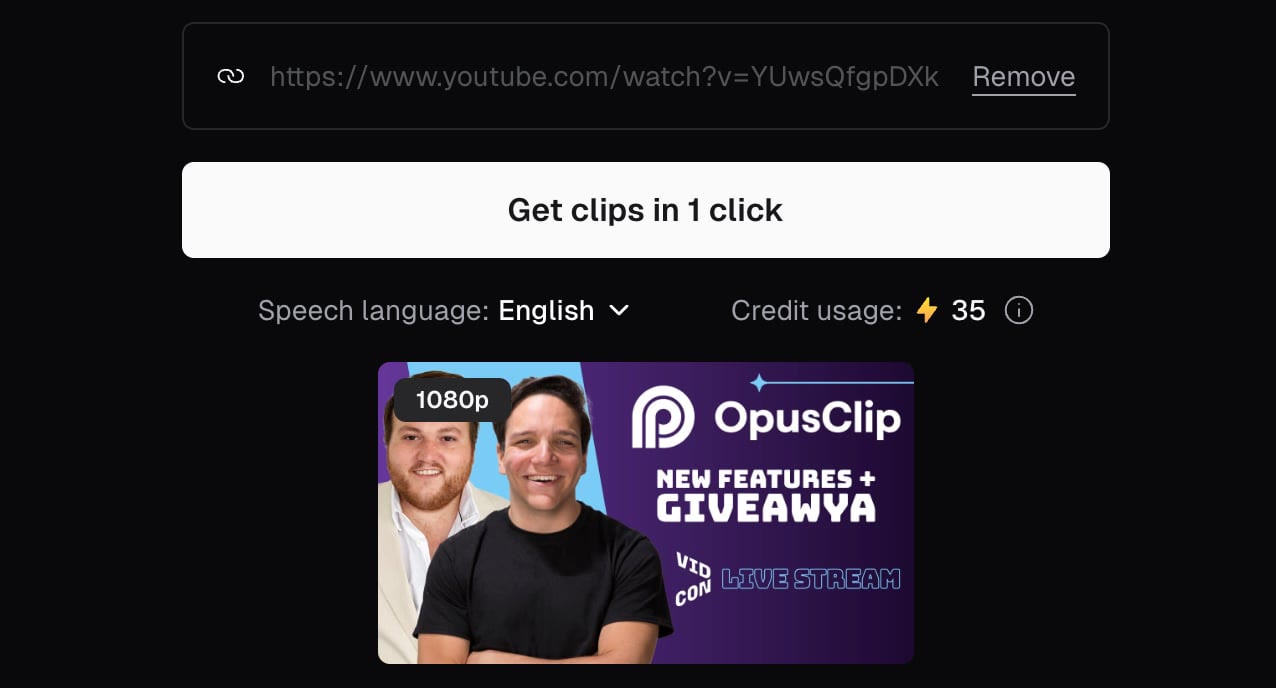 https://www.youtube.com/watch?v=YUwsQfgpDXk Remove
Get clips in 1 click
Speech language: English Credit usage: 35
1080p
OpusClip
NEW FEATURES +
GIVEAWYA
VID
CON
LIVE STREAM